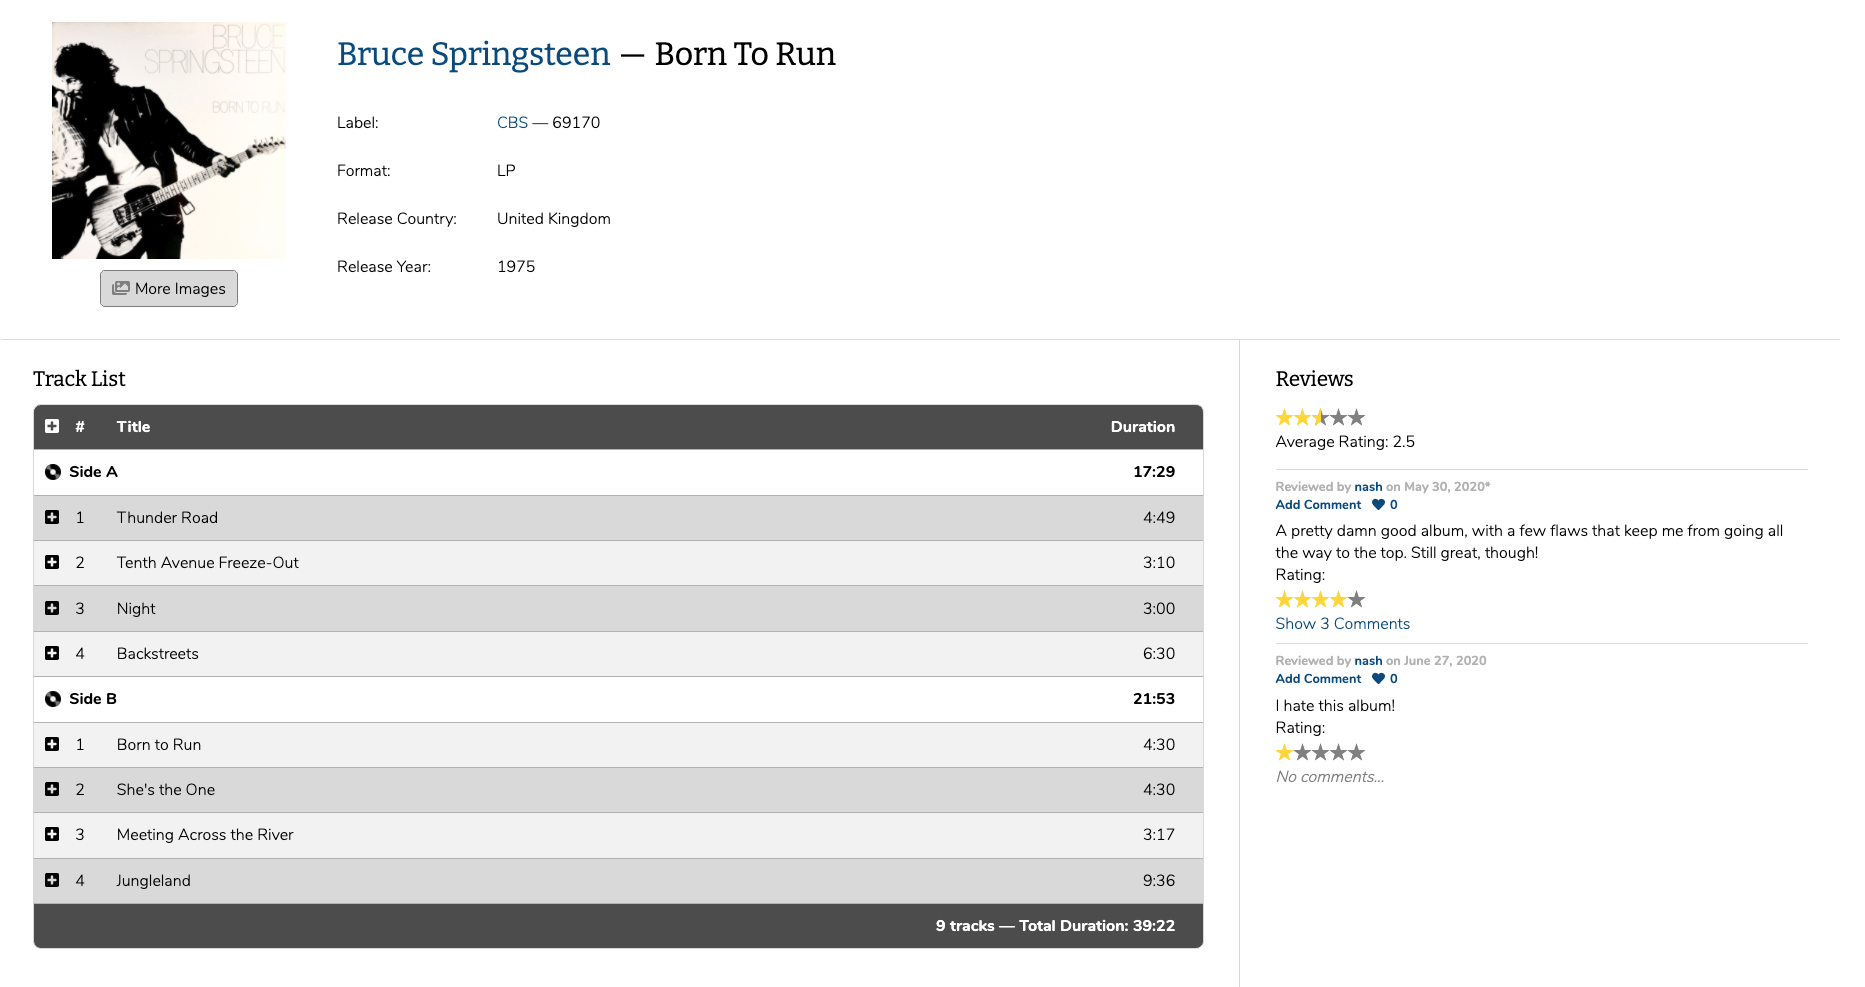 BRUCE
SPRINGSTEEN
BORN TO RUN
More Images
Bruce Springsteen — Born To Run
Label: CBS — 69170
Format: LP
Release Country: United Kingdom
Release Year: 1975
Track List
# Title Duration
Side A 17:29
1 Thunder Road 4:49
2 Tenth Avenue Freeze-Out 3:10
3 Night 3:00
4 Backstreets 6:30
Side B 21:53
1 Born to Run 4:30
2 She's the One 4:30
3 Meeting Across the River 3:17
4 Jungleland 9:36
9 tracks — Total Duration: 39:22
Reviews
Average Rating: 2.5
Reviewed by nash on May 30, 2020*
Add Comment 0
A pretty damn good album, with a few flaws that keep me from going all
the way to the top. Still great, though!
Rating:
Show 3 Comments
Reviewed by nash on June 27, 2020
Add Comment 0
I hate this album!
Rating:
No comments...